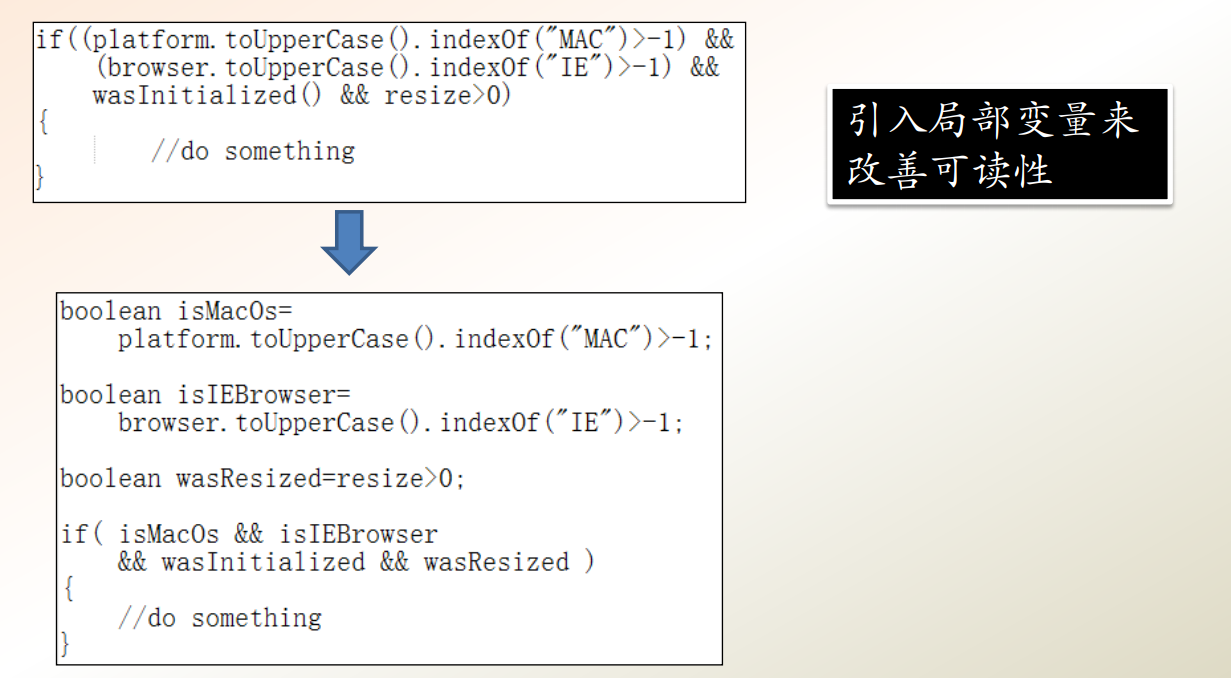 if((platform.toUpperCase().indexOf("MAC")>-1) &&
(browser.toUpperCase().indexOf("IE")>-1) &&
wasInitialized() && resize>0)
{
//do something
}
引入局部变量来
改善可读性
boolean isMacOs=
platform.toUpperCase().indexOf("MAC")>-1;
boolean isIEBrowser=
browser.toUpperCase().indexOf("IE")>-1;
boolean wasResized=resize>0;
if( isMacOs && isIEBrowser
&& wasInitialized && wasResized )
{
//do something
}